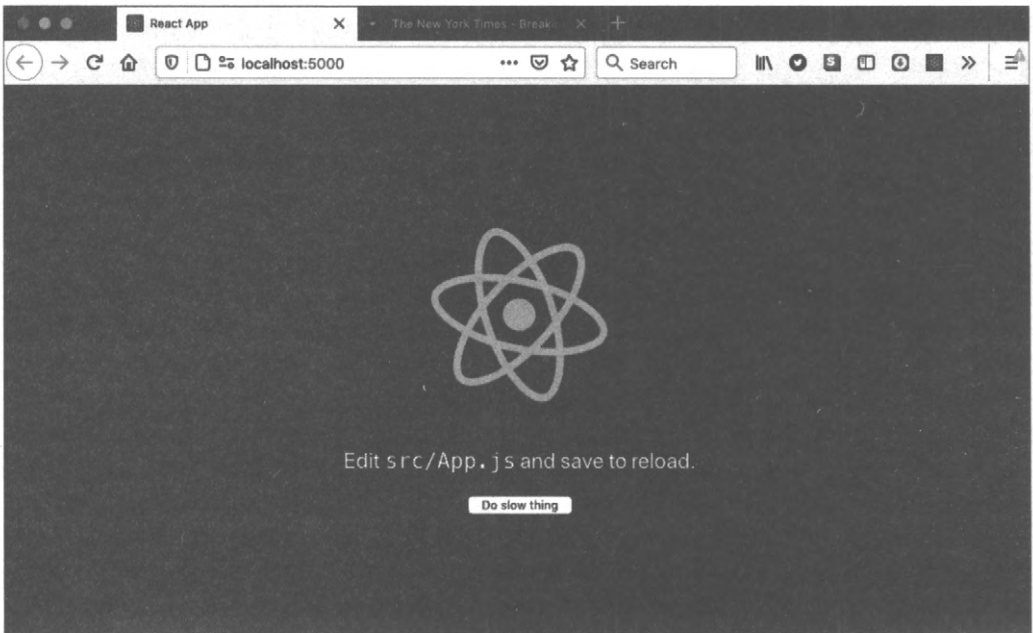 React App
The New York Times - Break
localhost:5000
Search
S
Edit src/App.js and save to reload.
Do slow thing